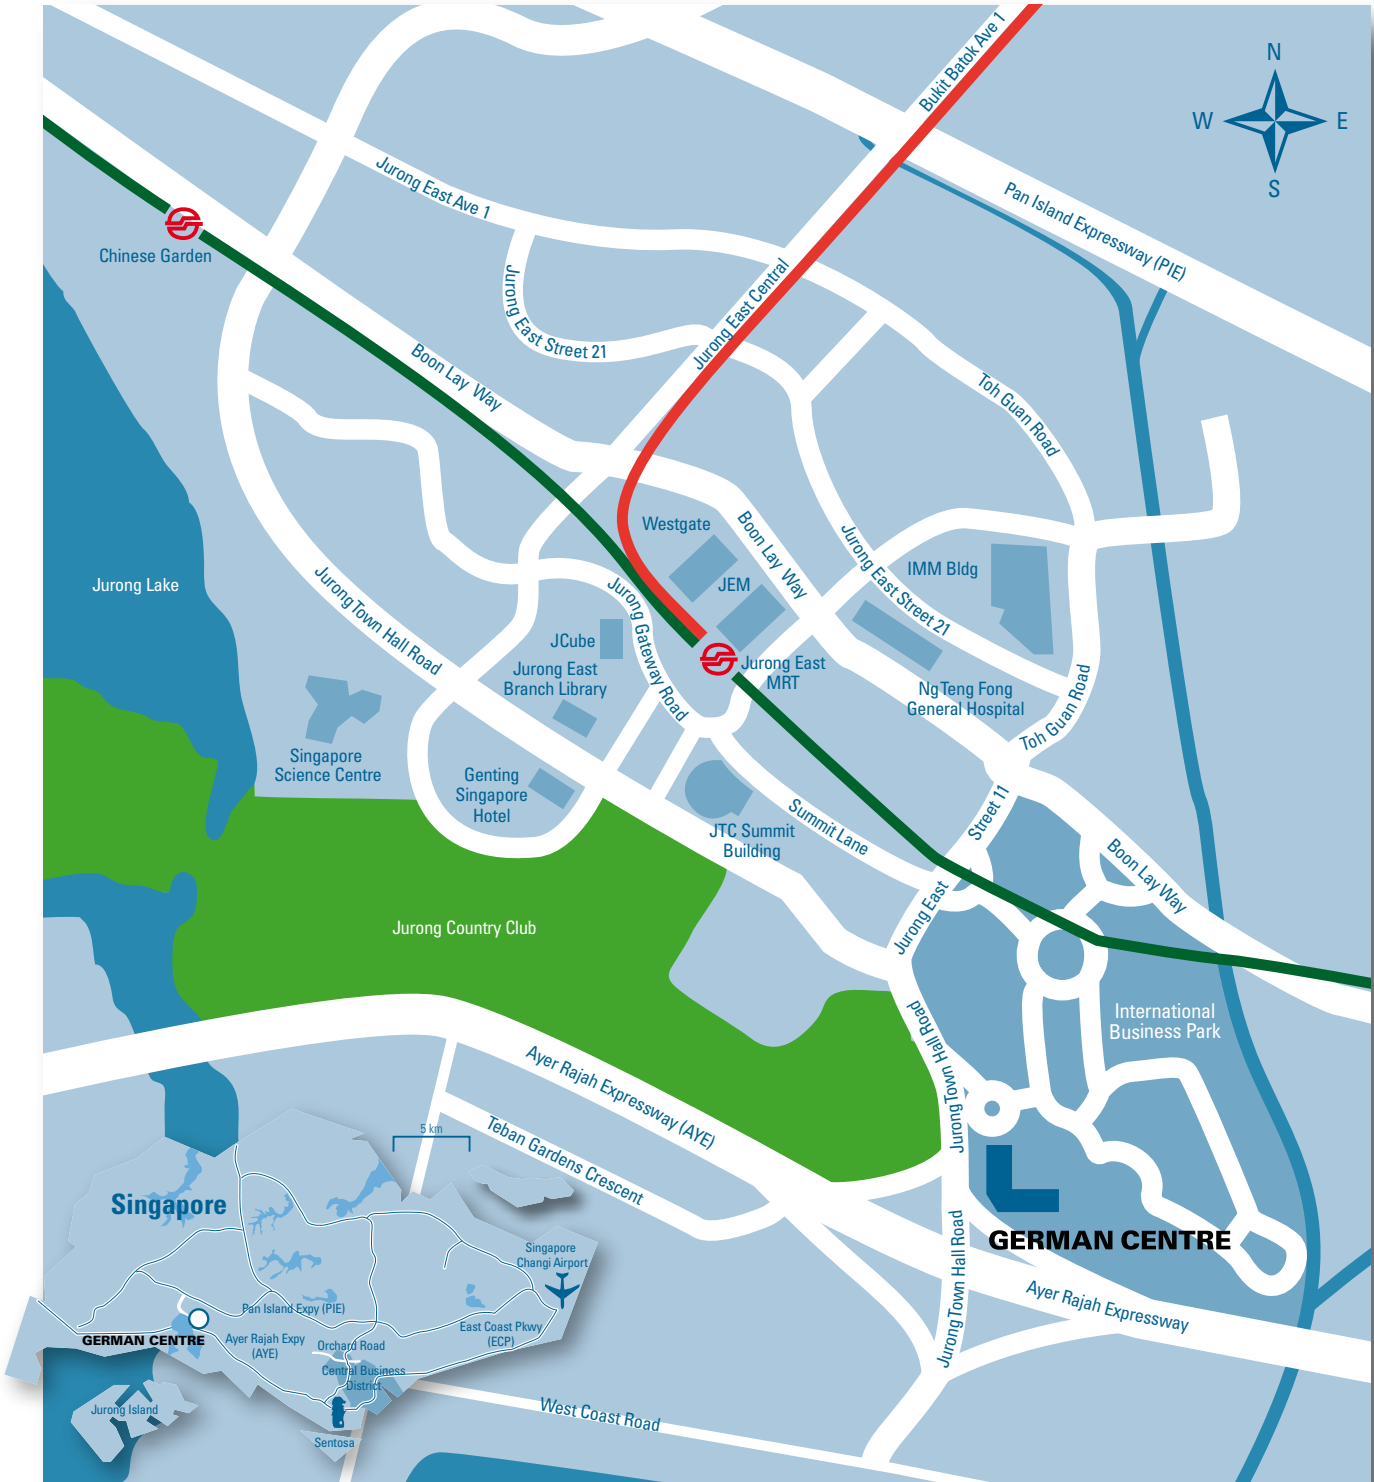 N
W
E
S
Bukit Batok Ave 1
Pan Island Expressway (PIE)
Jurong East Ave 1
Chinese Garden
Jurong East Central
Jurong East Street 21
Boon Lay Way
Toh Guan Road
Westgate
Boon Lay Way
JEM
Jurong East Street 21
IMM Bldg
Jurong Lake
Jurong Town Hall Road
Jurong Gateway Road
JCube
Jurong East
Branch Library
Jurong East
MRT
Ng Teng Fong
General Hospital
Toh Guan Road
Singapore
Science Centre
Genting
Singapore
Hotel
JTC Summit
Building
Summit Lane
Jurong East
Street 11
Boon Lay Way
Jurong Country Club
International
Business Park
Jurong Town Hall Road
Ayer Rajah Expressway (AYE)
Teban Gardens Crescent
GERMAN CENTRE
Jurong Town Hall Road
Ayer Rajah Expressway
West Coast Road
5 km
Singapore
Singapore
Changi Airport
Pan Island Expy (PIE)
GERMAN CENTRE
Ayer Rajah Expy
(AYE)
Orchard Road
East Coast Pkwy
(ECP)
Central Business
District
Jurong Island
Sentosa